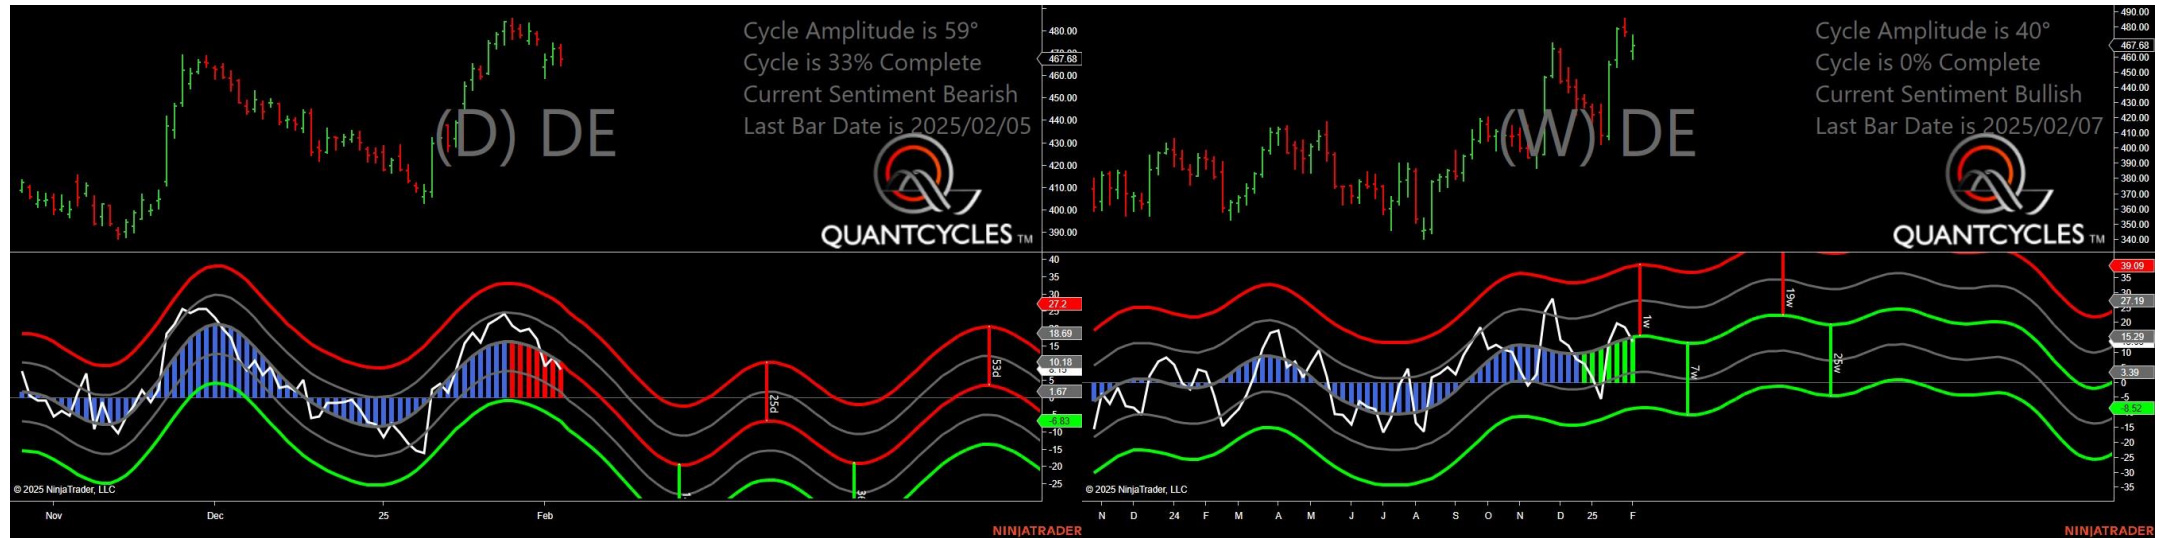 Cycle Amplitude is 59°
Cycle is 33% Complete
Current Sentiment Bearish
Last Bar Date is 2025/02/05
(D) DE
QUANTCYCLES TM
480.00
467.68
460.00
450.00
440.00
430.00
420.00
410.00
400.00
390.00
40
35
30
27.2
25
18.69
15
10.18
5
1.67
-6.83
-10
-15
-20
-25
25d
53d
© 2025 NinjaTrader, LLC
Nov
Dec
25
Feb
NINJATRADER
Cycle Amplitude is 40°
Cycle is 0% Complete
Current Sentiment Bullish
Last Bar Date is 2025/02/07
(W) DE
QUANTCYCLES TM
490.00
480.00
467.68
460.00
450.00
440.00
430.00
420.00
410.00
400.00
390.00
380.00
370.00
360.00
350.00
340.00
39.09
35
30
27.19
20
15.29
10
3.39
0
-5
-8.52
-15
-20
-25
-30
-35
1w
7w
19w
25w
© 2025 NinjaTrader, LLC
N
D
24
F
M
A
M
J
J
A
S
O
N
D
25
F
NINJATRADER